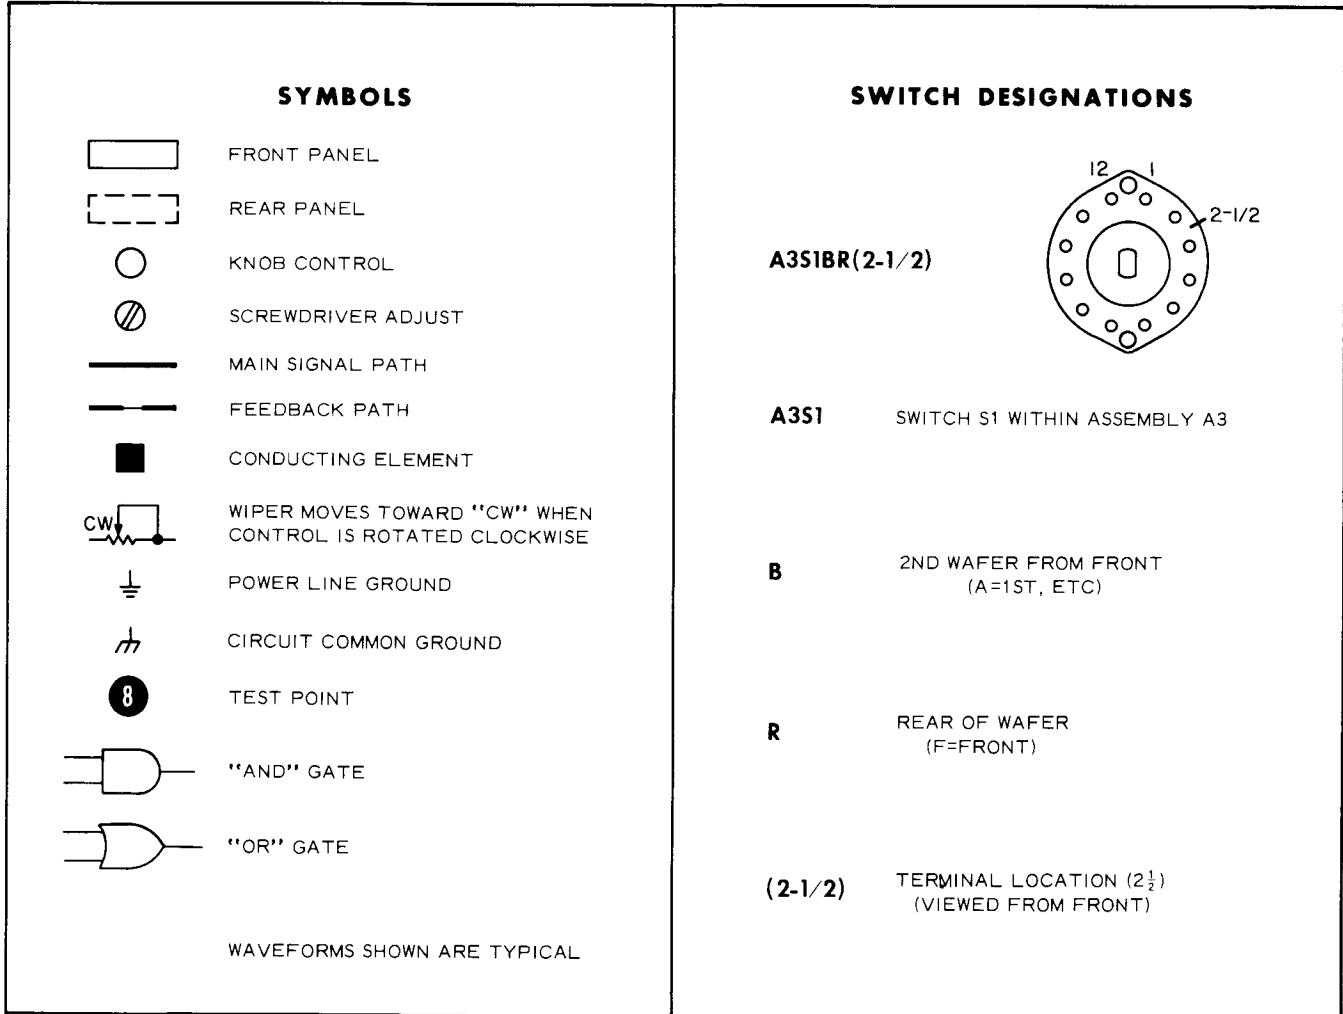 SYMBOLS
FRONT PANEL
REAR PANEL
KNOB CONTROL
SCREWDRIVER ADJUST
MAIN SIGNAL PATH
FEEDBACK PATH
CONDUCTING ELEMENT
CW
WIPER MOVES TOWARD "CW" WHEN
CONTROL IS ROTATED CLOCKWISE
POWER LINE GROUND
CIRCUIT COMMON GROUND
8
TEST POINT
"AND" GATE
"OR" GATE
WAVEFORMS SHOWN ARE TYPICAL
SWITCH DESIGNATIONS
12 1
2-1/2
A3S1BR(2-1/2)
A3S1 SWITCH S1 WITHIN ASSEMBLY A3
B 2ND WAFER FROM FRONT
(A=1ST, ETC)
R REAR OF WAFER
(F=FRONT)
(2-1/2) TERMINAL LOCATION (2½)
(VIEWED FROM FRONT)